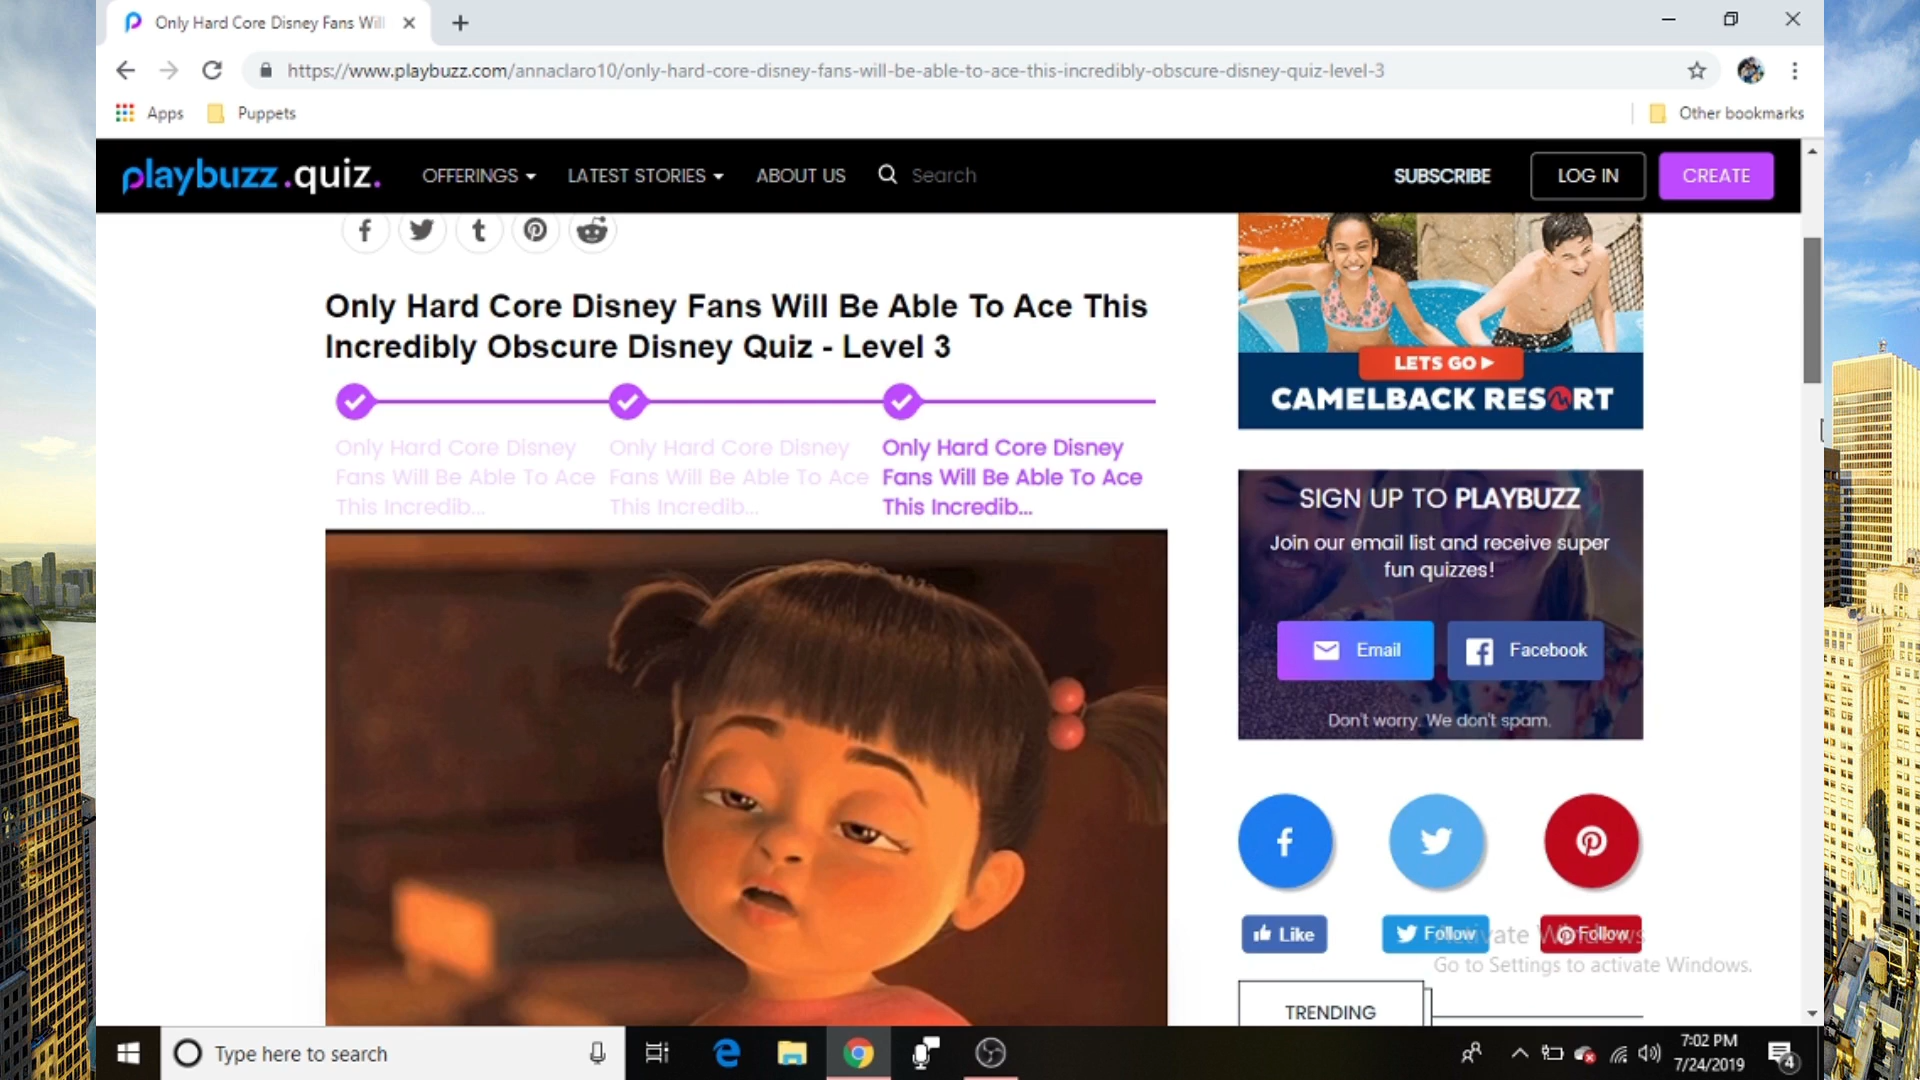 Only Hard Core Disney Fans Will
https://www.playbuzz.com/annaclaro10/only-hard-core-disney-fans-will-be-able-to-ace-this-incredibly-obscure-disney-quiz-level-3
Apps Puppets Other bookmarks
playbuzz.quiz. OFFERINGS LATEST STORIES ABOUT US Search SUBSCRIBE LOG IN CREATE
Only Hard Core Disney Fans Will Be Able To Ace This
Incredibly Obscure Disney Quiz - Level 3
Only Hard Core Disney
Fans Will Be Able To Ace
This Incredib...
Only Hard Core Disney
Fans Will Be Able To Ace
This Incredib...
Only Hard Core Disney
Fans Will Be Able To Ace
This Incredib...
LETS GO
CAMELBACK RESORT
SIGN UP TO PLAYBUZZ
Join our email list and receive super
fun quizzes!
Email Facebook
Don't worry. We don't spam.
Like Follow Follow
Activate Windows
Go to Settings to activate Windows.
TRENDING
Type here to search
7:02 PM
7/24/2019
4